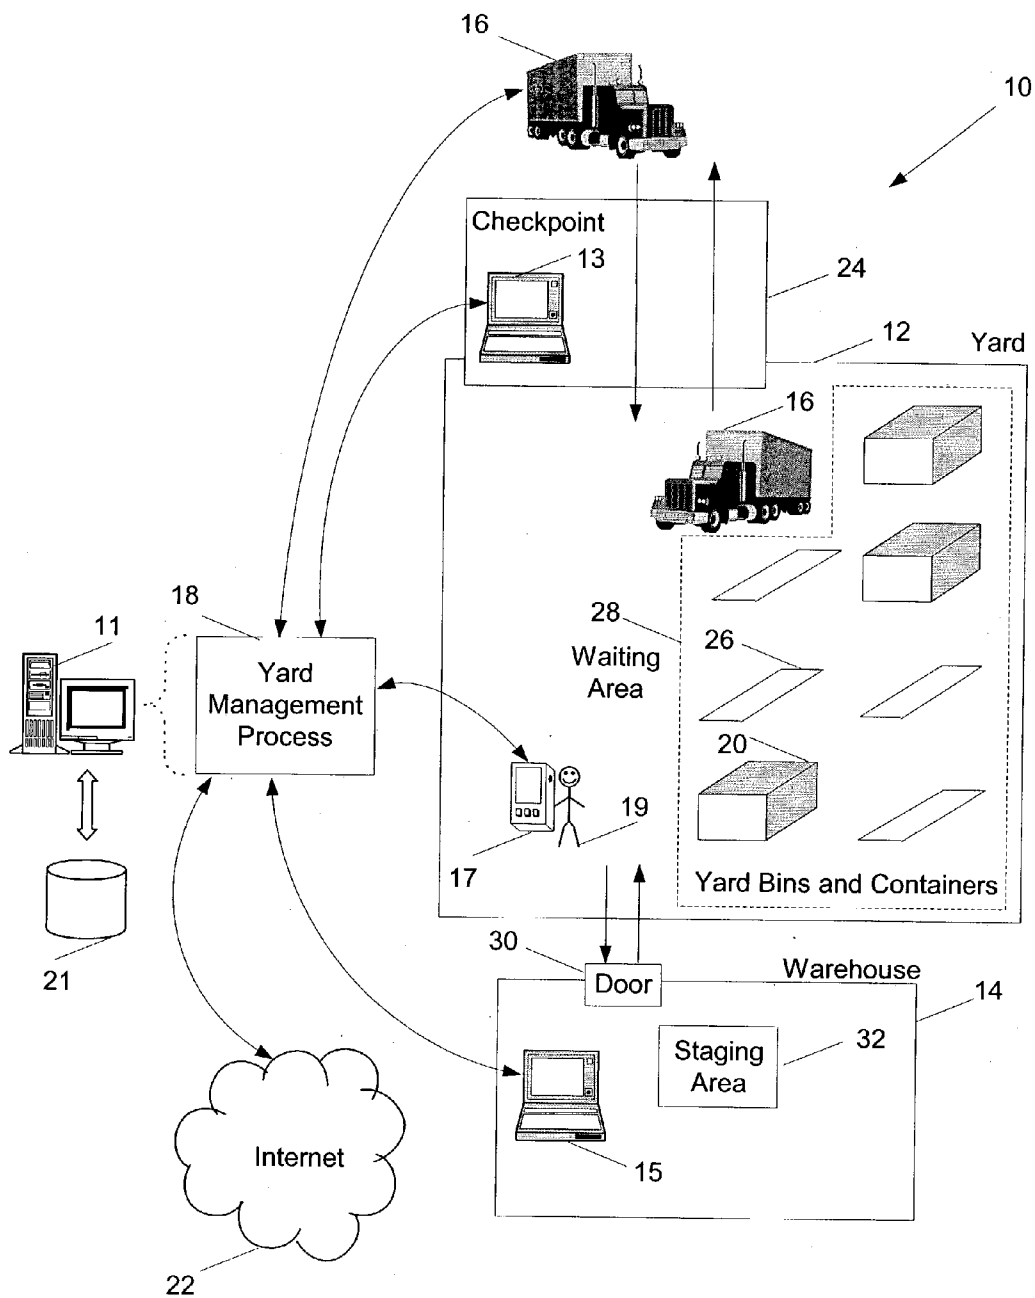 16
10
Checkpoint
13
24
12
Yard
16
18
11
28
Waiting
Area
26
Yard
Management
Process
20
19
17
Yard Bins and Containers
21
30
Door
Warehouse
14
Staging
Area
32
Internet
15
22